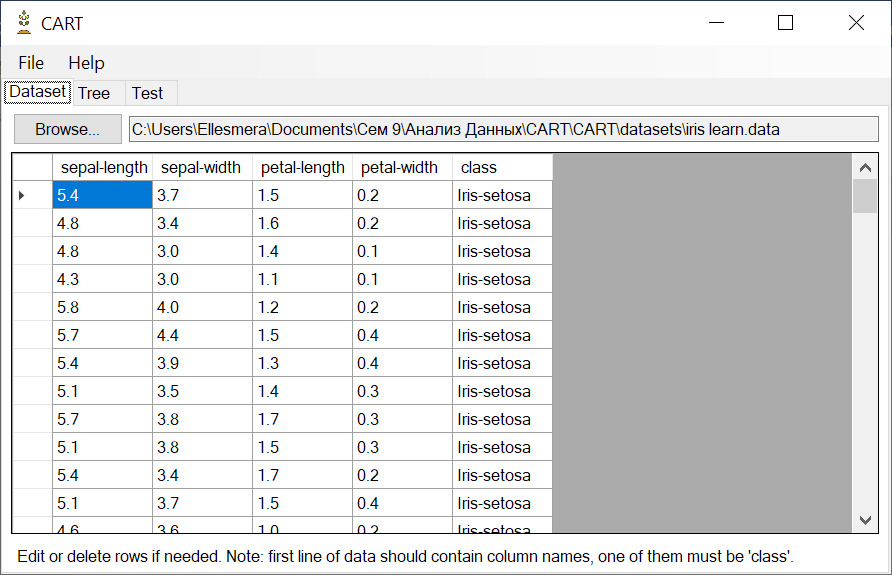 CART
File Help
Dataset Tree Test
Browse... C:\Users\Ellesmera\Documents\Сем 9\Анализ Данных\CART\CART\datasets\iris learn.data
sepal-length sepal-width petal-length petal-width class
5.4 3.7 1.5 0.2 Iris-setosa
4.8 3.4 1.6 0.2 Iris-setosa
4.8 3.0 1.4 0.1 Iris-setosa
4.3 3.0 1.1 0.1 Iris-setosa
5.8 4.0 1.2 0.2 Iris-setosa
5.7 4.4 1.5 0.4 Iris-setosa
5.4 3.9 1.3 0.4 Iris-setosa
5.1 3.5 1.4 0.3 Iris-setosa
5.7 3.8 1.7 0.3 Iris-setosa
5.1 3.8 1.5 0.3 Iris-setosa
5.4 3.4 1.7 0.2 Iris-setosa
5.1 3.7 1.5 0.4 Iris-setosa
4.6 3.6 1.0 0.2 Iris-setosa
Edit or delete rows if needed. Note: first line of data should contain column names, one of them must be 'class'.